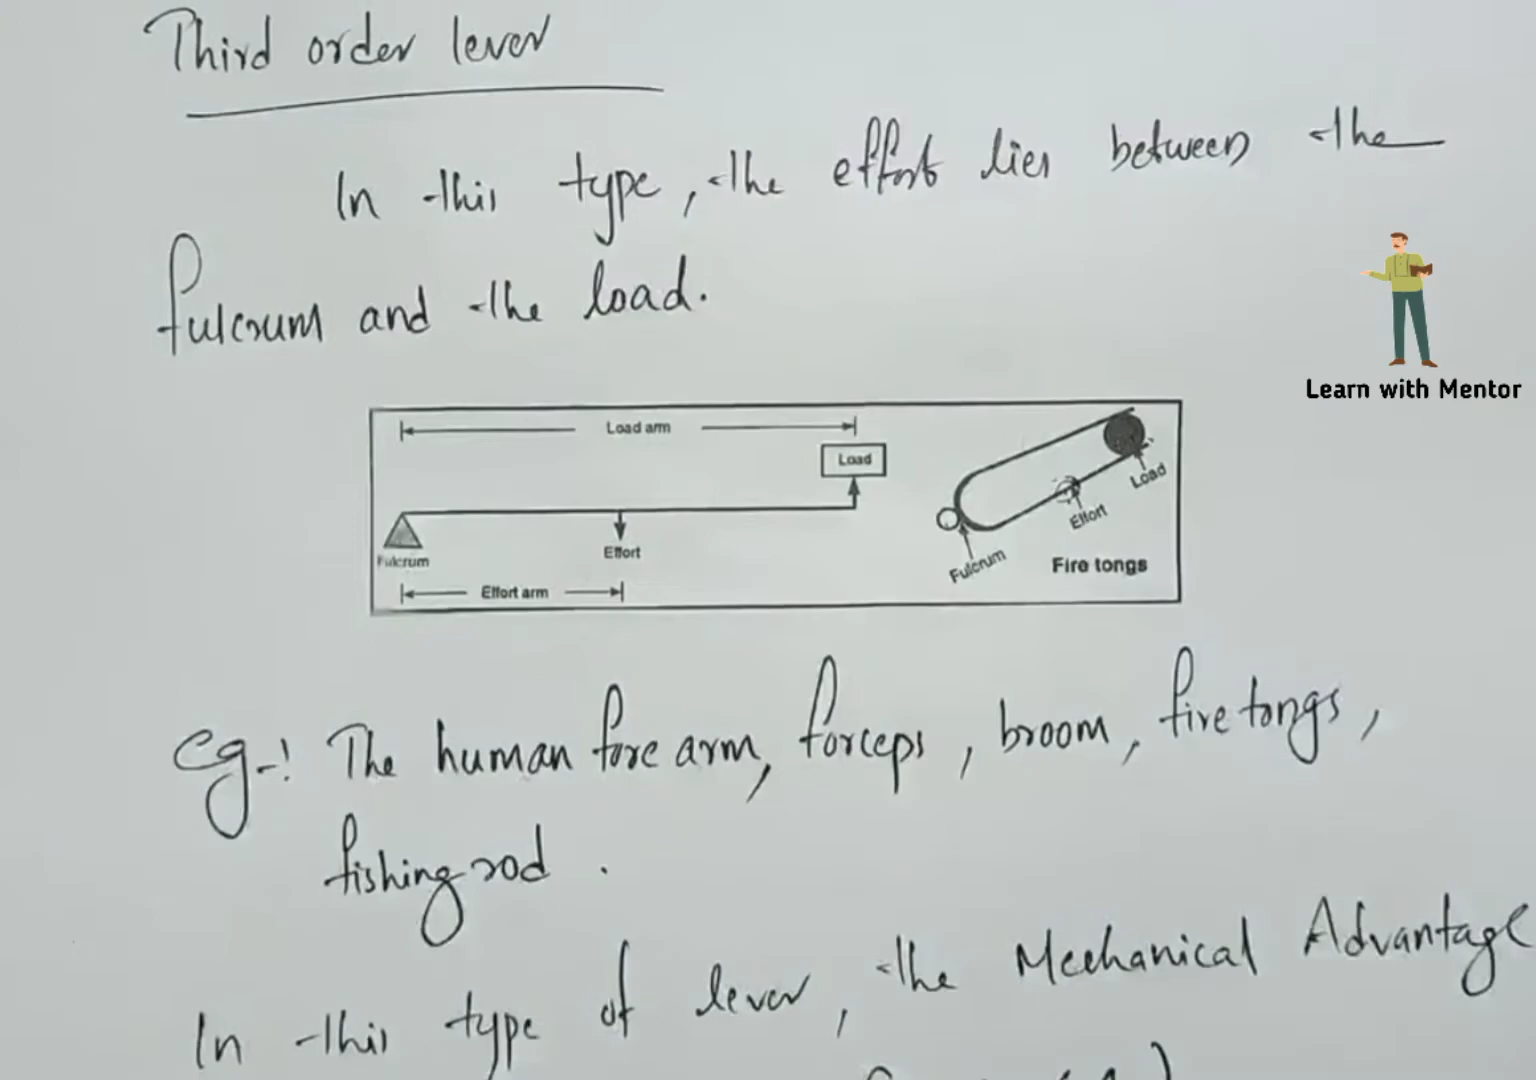 Third order lever
In this type, the effort lies between the
fulcrum and the load.
Learn with Mentor
Load arm
Load
Fulcrum
Effort
Effort arm
Load
Effort
Fulcrum
Fire tongs
eg-: The human fore arm, forceps, broom, fire tongs,
fishing rod.
In this type of lever, the Mechanical Advantage